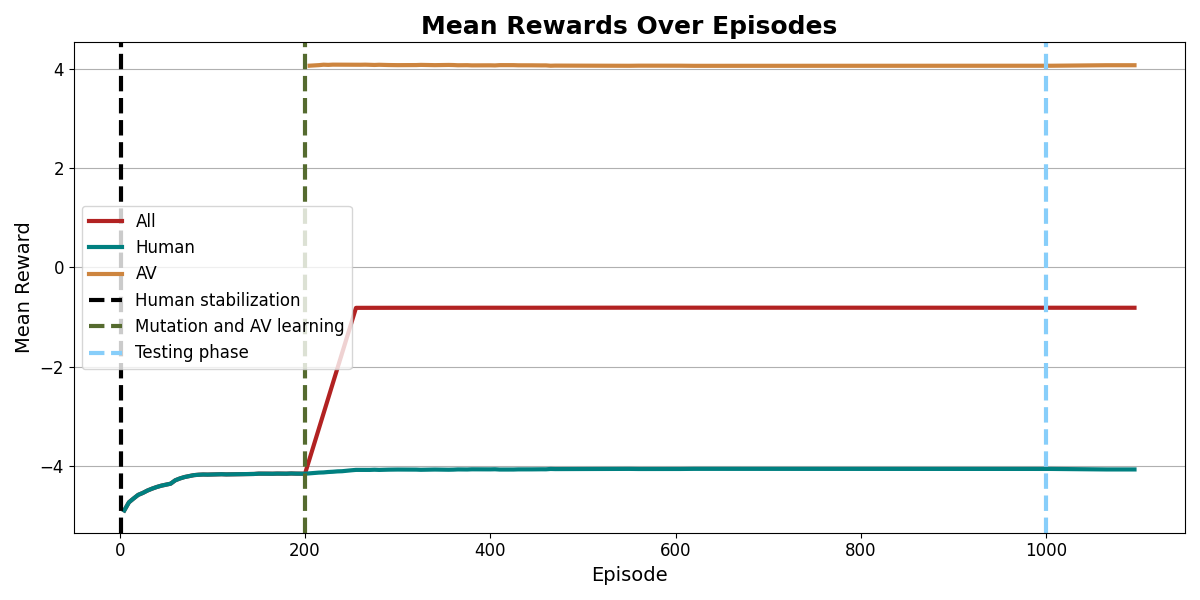 Mean Rewards Over Episodes
Mean Reward
4
2
0
−2
−4
All
Human
AV
Human stabilization
Mutation and AV learning
Testing phase
0 200 400 600 800 1000
Episode